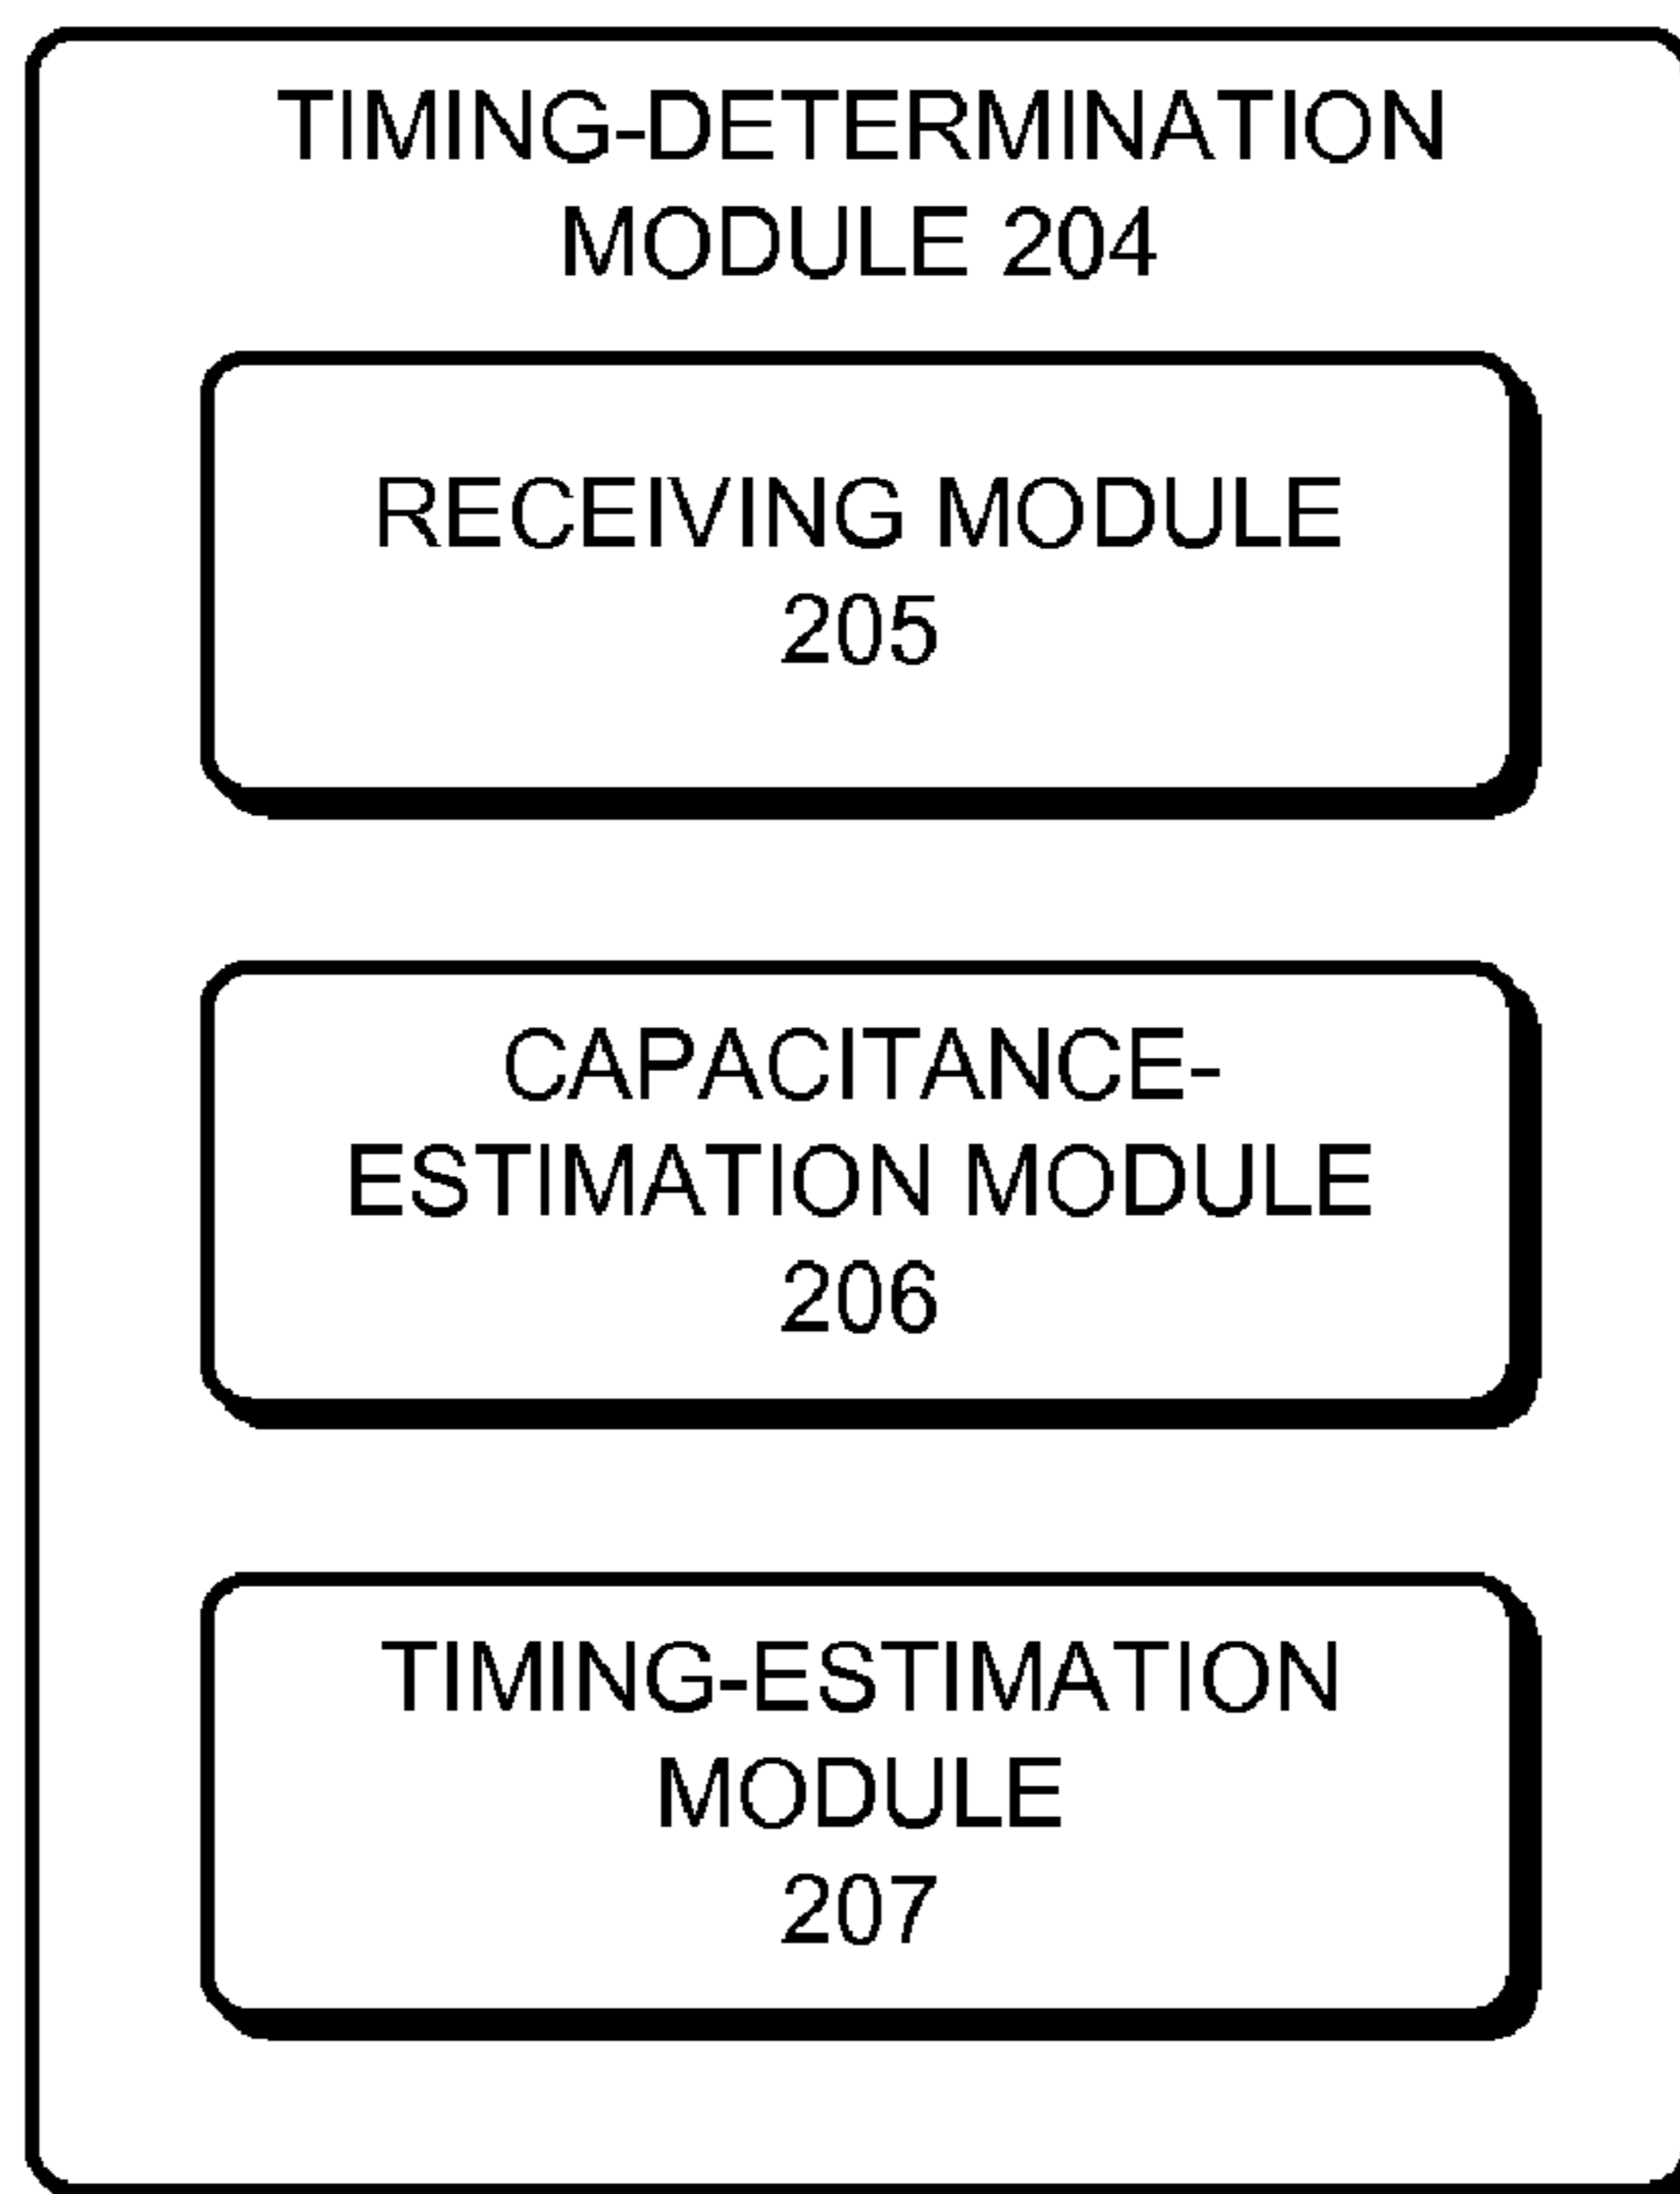 TIMING-DETERMINATION
MODULE 204
RECEIVING MODULE
205
CAPACITANCE-
ESTIMATION MODULE
206
TIMING-ESTIMATION
MODULE
207